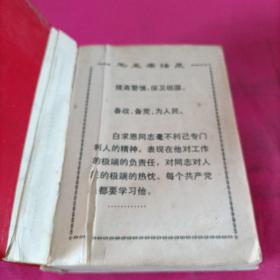 毛主席语录
提高警惕，保卫祖国。
备战、备荒、为人民。
白求恩同志毫不利己专门
利人的精神，表现在他对工作
的极端的负责任，对同志对人
民的极端的热忱。每个共产党
都要学习他。
…………